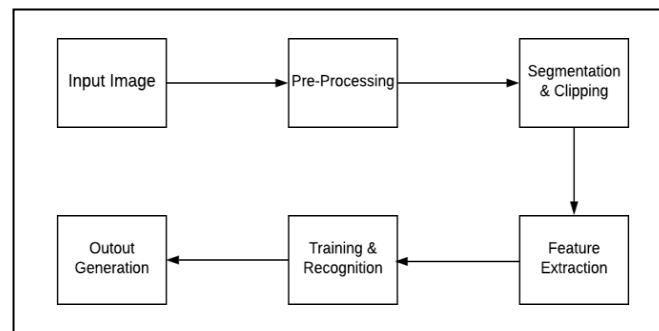 Input Image
Pre-Processing
Segmentation
& Clipping
Feature
Extraction
Training &
Recognition
Outout
Generation